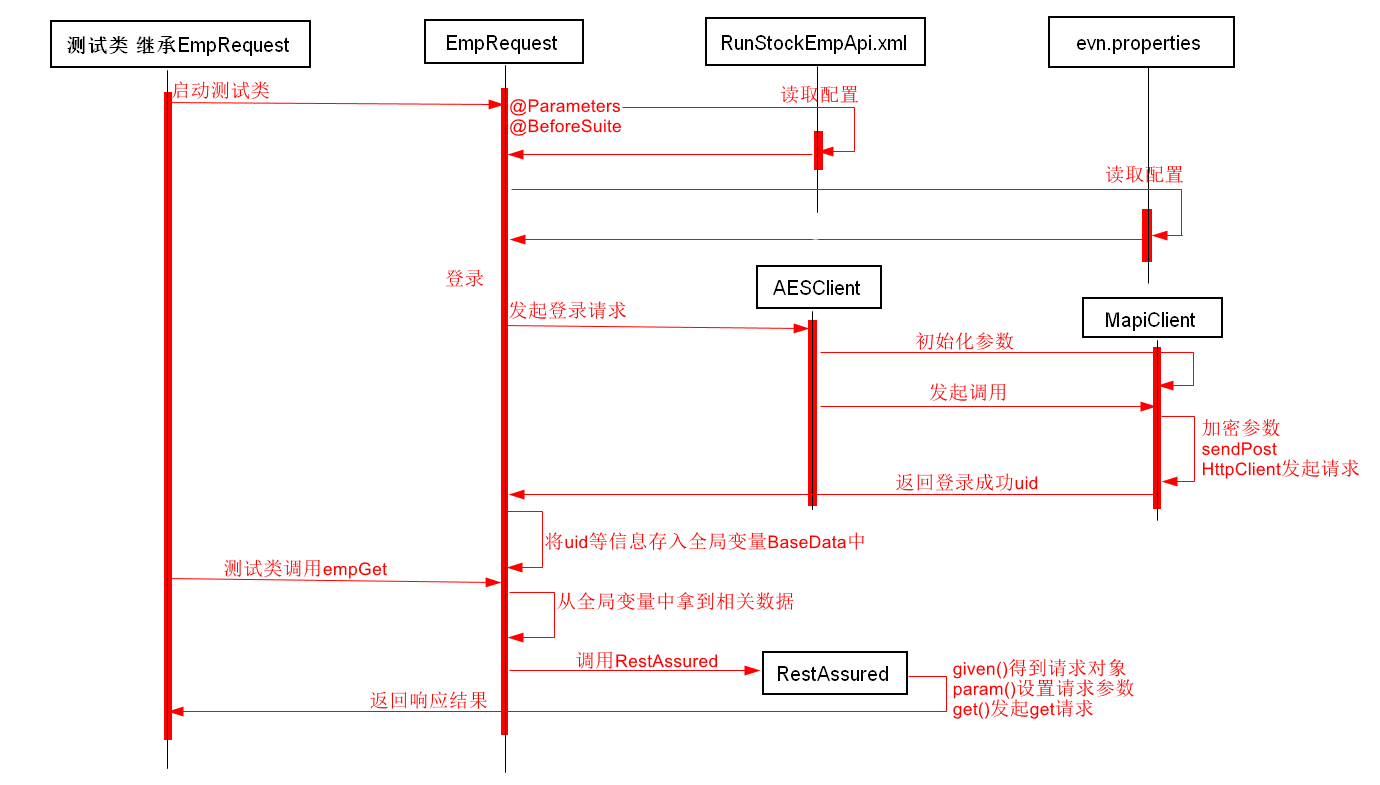 测试类 继承EmpRequest
EmpRequest
RunStockEmpApi.xml
evn.properties
启动测试类
读取配置
@Parameters
@BeforeSuite
读取配置
登录
AESClient
发起登录请求
MapiClient
初始化参数
发起调用
加密参数
sendPost
HttpClient发起请求
返回登录成功uid
将uid等信息存入全局变量BaseData中
测试类调用empGet
从全局变量中拿到相关数据
调用RestAssured
RestAssured
given()得到请求对象
param()设置请求参数
get()发起get请求
返回响应结果